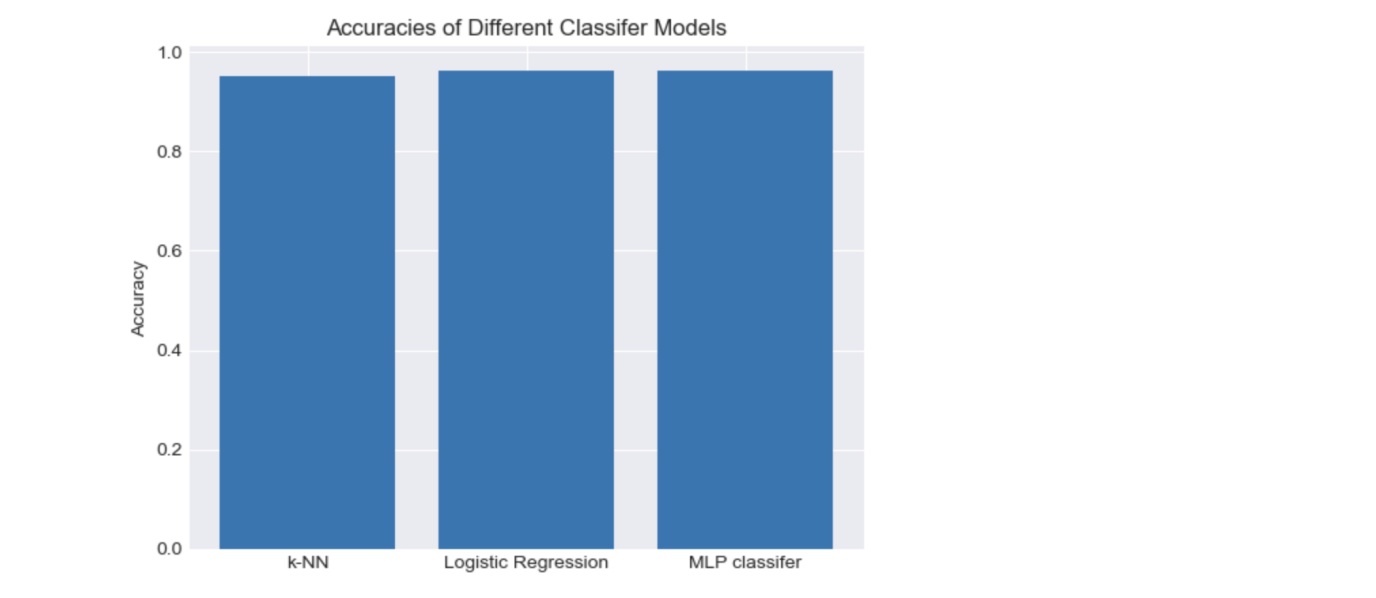 Accuracies of Different Classifer Models
1.0
0.8
0.6
0.4
0.2
0.0
Accuracy
k-NN Logistic Regression MLP classifer